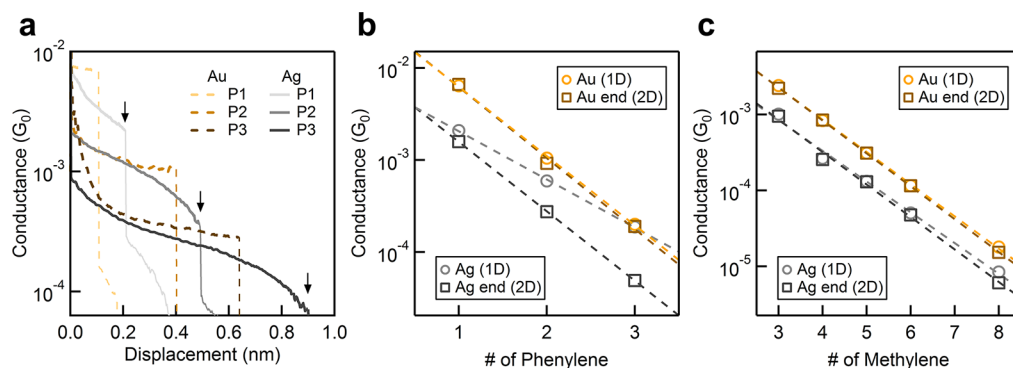 a
Conductance (G0)
10-2
10-3
10-4
Au Ag
P1 P1
P2 P2
P3 P3
0.0 0.2 0.4 0.6 0.8 1.0
Displacement (nm)
b
Conductance (G0)
10-2
10-3
10-4
Au (1D)
Au end (2D)
Ag (1D)
Ag end (2D)
1 2 3
# of Phenylene
c
Conductance (G0)
10-3
10-4
10-5
Au (1D)
Au end (2D)
Ag (1D)
Ag end (2D)
3 4 5 6 7 8
# of Methylene